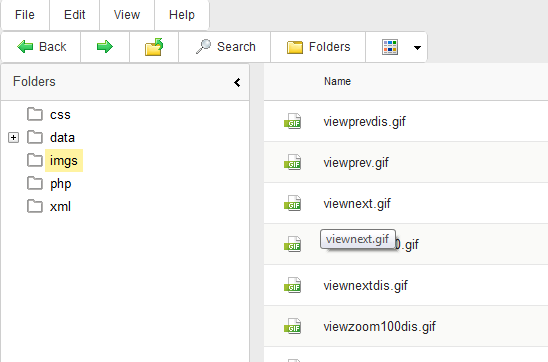 File Edit View Help
Back Search Folders
Folders
css
data
imgs
php
xml
Name
viewprevdis.gif
viewprev.gif
viewnext.gif
viewnext.gif
0.gif
viewnextdis.gif
viewzoom100dis.gif
GIF
GIF
GIF
GIF
GIF
GIF